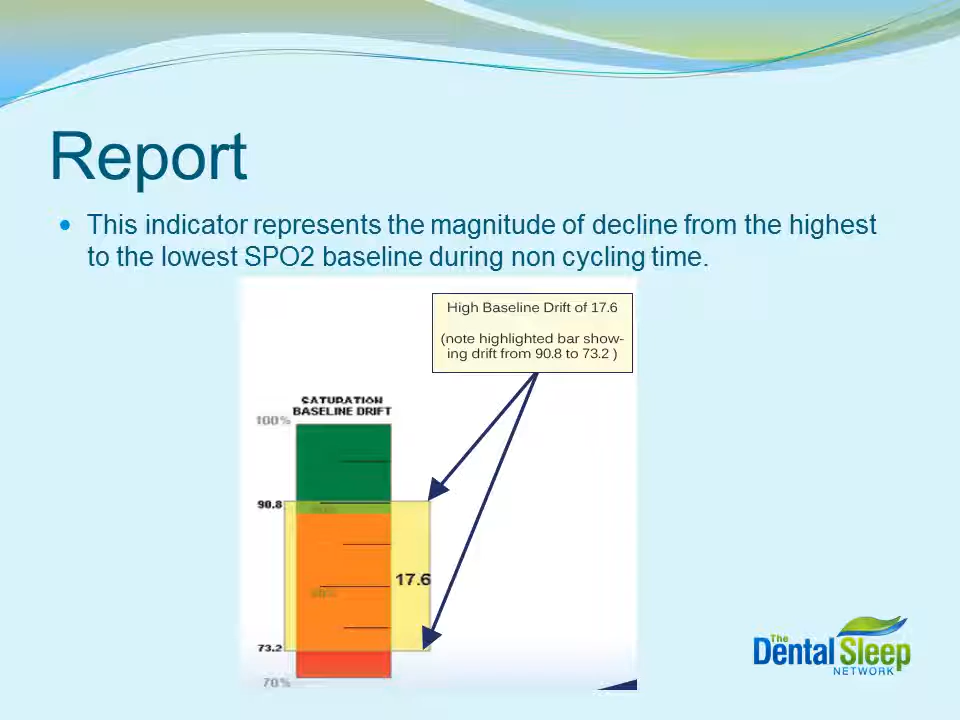 Report
This indicator represents the magnitude of decline from the highest
to the lowest SPO2 baseline during non cycling time.
High Baseline Drift of 17.6
(note highlighted bar show-
ing drift from 90.8 to 73.2 )
SATURATION
BASELINE DRIFT
100%
90.8
17.6
73.2
70%
The
Dental Sleep
NETWORK